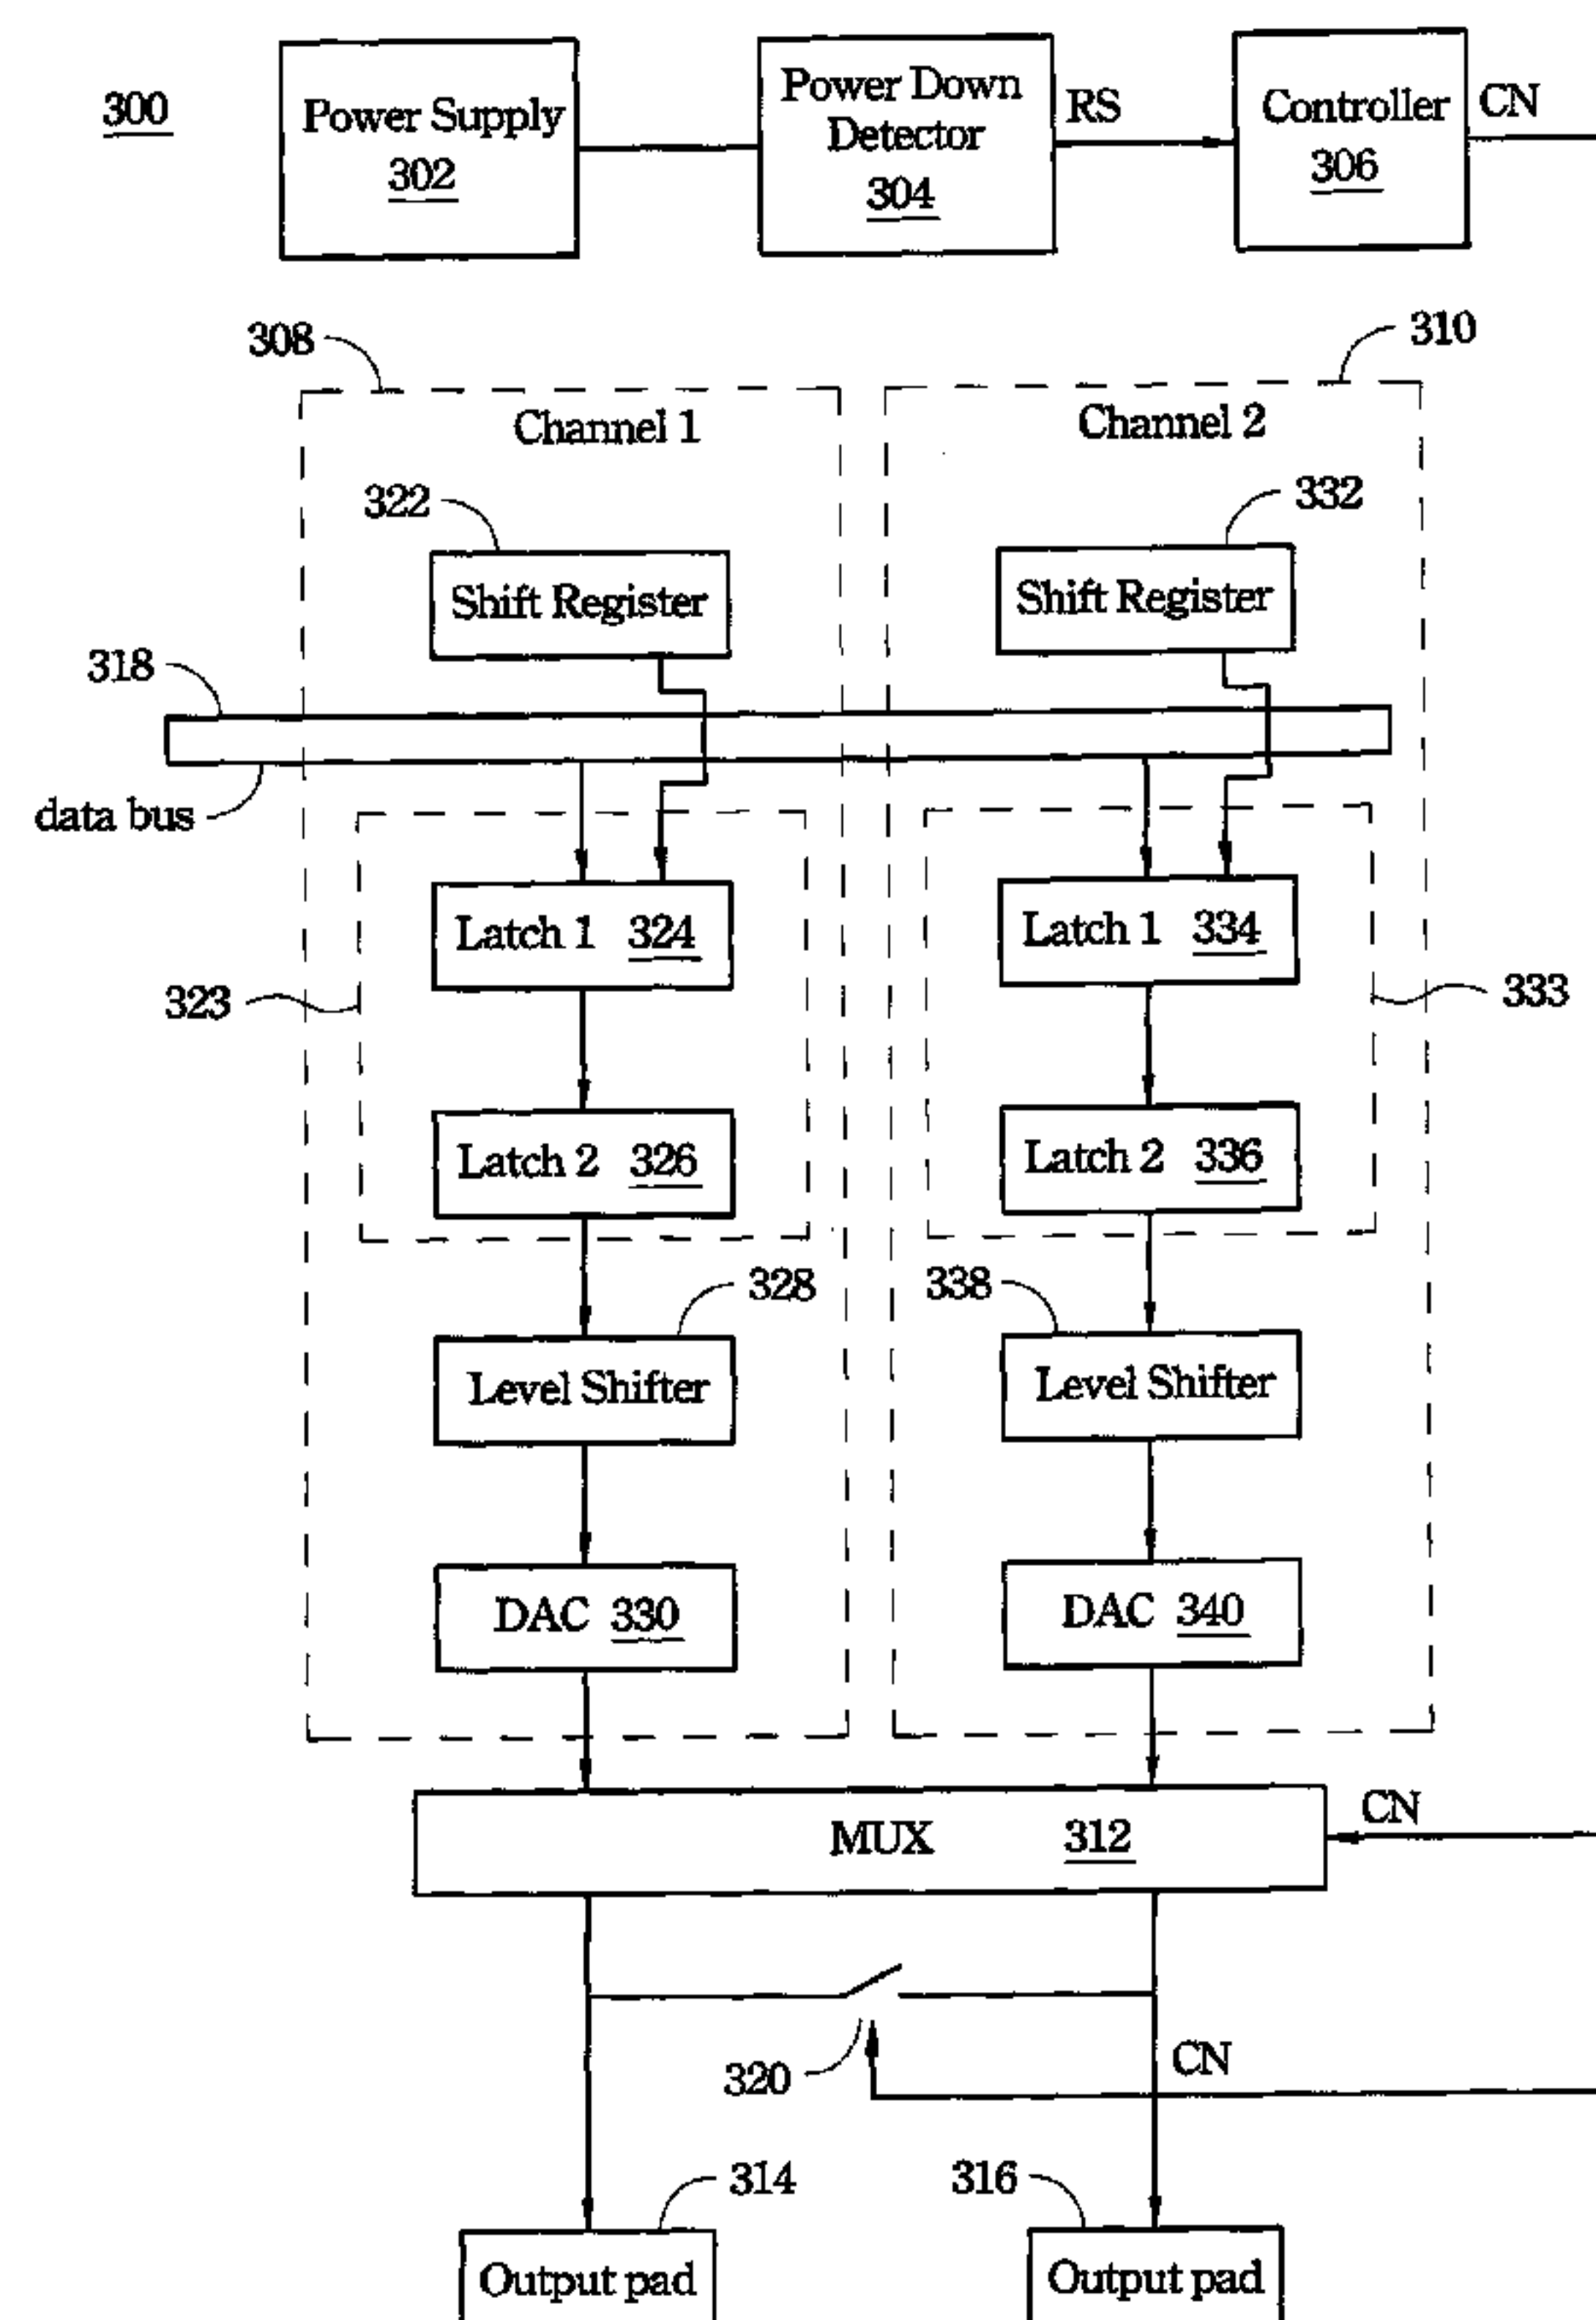 300
Power Supply
302
Power Down
Detector
304
RS
Controller
306
CN
308
310
Channel 1
Channel 2
322
332
Shift Register
Shift Register
318
data bus
Latch 1 324
Latch 1 334
323
333
Latch 2 326
Latch 2 336
328
338
Level Shifter
Level Shifter
DAC 330
DAC 340
MUX 312
CN
320
CN
314
316
Output pad
Output pad